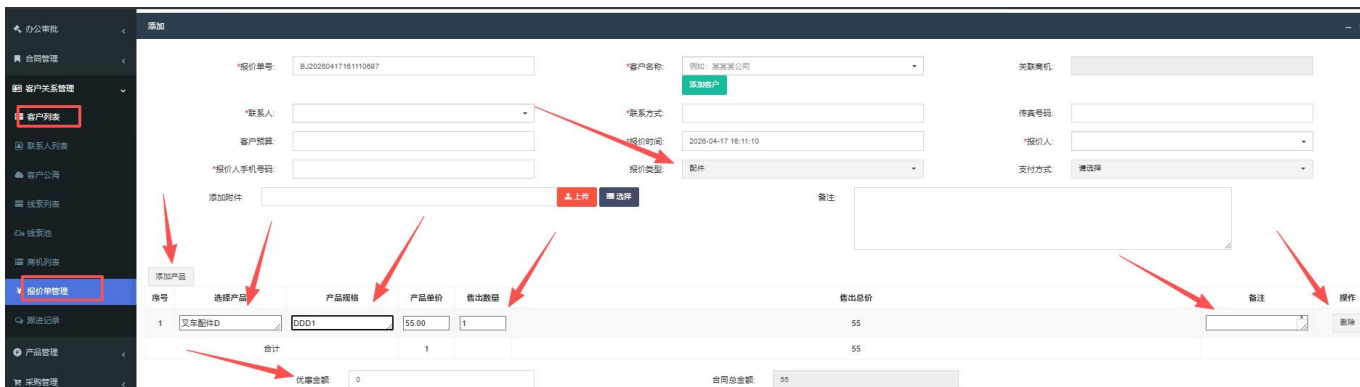 办公审批
合同管理
客户关系管理
客户列表
联系人列表
客户公海
线索列表
线索池
商机列表
¥ 报价单管理
跟进记录
产品管理
采购管理
添加
*报价单号: BJ20260417161110697 *客户名称: 例如：某某某公司 关联商机:
添加客户
*联系人: *联系方式: 传真号码:
客户预算: *报价时间: 2026-04-17 16:11:10 *报价人:
*报价人手机号码: 报价类型: 配件 支付方式: 请选择
添加附件: 上传 选择 备注:
添加产品
序号 选择产品 产品规格 产品单价 售出数量 售出总价 备注 操作
1 叉车配件D DDD1 55.00 1 55 删除
合计 1 55
优惠金额: 0 合同总金额: 55